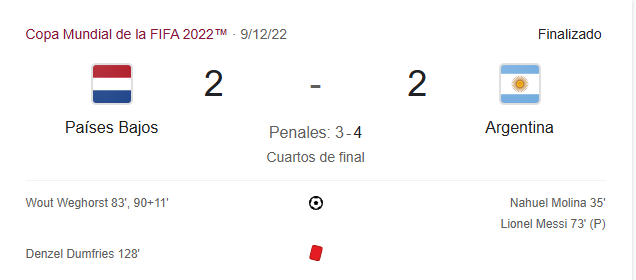 Copa Mundial de la FIFA 2022™ · 9/12/22 Finalizado
2 - 2
Países Bajos Penales: 3 - 4 Argentina
Cuartos de final
Wout Weghorst 83', 90+11' Nahuel Molina 35'
Lionel Messi 73' (P)
Denzel Dumfries 128'